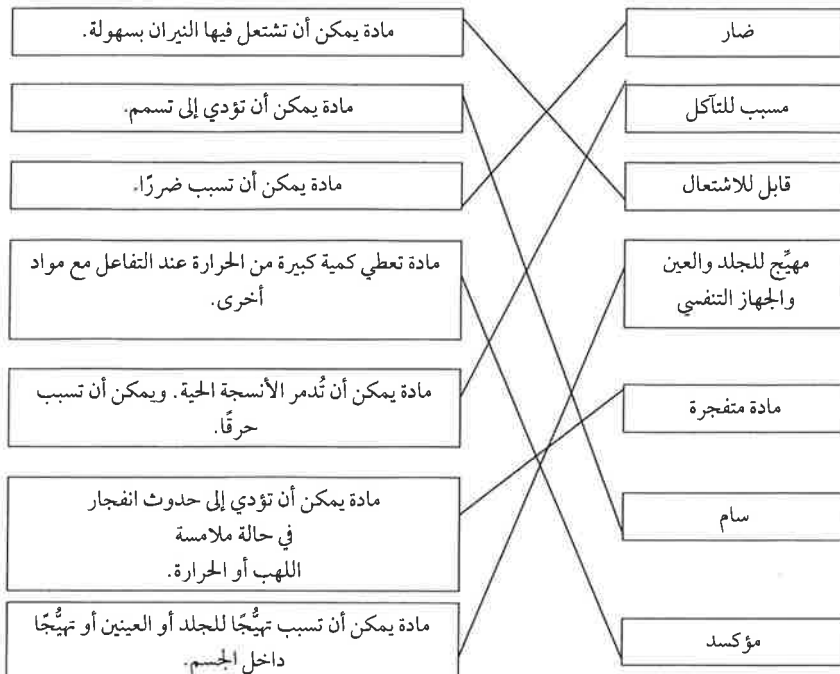 ضار
مادة يمكن أن تشتعل فيها النيران بسهولة.
مسبب للتآكل
مادة يمكن أن تؤدي إلى تسمم.
قابل للاشتعال
مادة يمكن أن تسبب ضررًا.
مهيِّج للجلد والعين
والجهاز التنفسي
مادة تعطي كمية كبيرة من الحرارة عند التفاعل مع مواد
أخرى.
مادة متفجرة
مادة يمكن أن تُدمر الأنسجة الحية. ويمكن أن تسبب
حرقًا.
سام
مادة يمكن أن تؤدي إلى حدوث انفجار
في حالة ملامسة
اللهب أو الحرارة.
مؤكسد
مادة يمكن أن تسبب تهيُّجًا للجلد أو العينين أو تهيُّجًا
داخل الجسم.